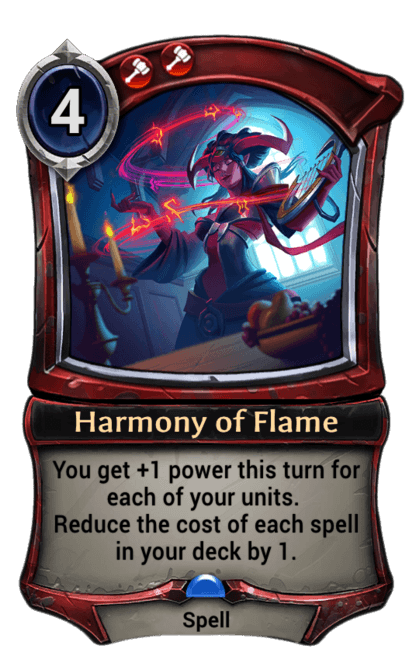 4
Harmony of Flame
You get +1 power this turn for
each of your units.
Reduce the cost of each spell
in your deck by 1.
Spell